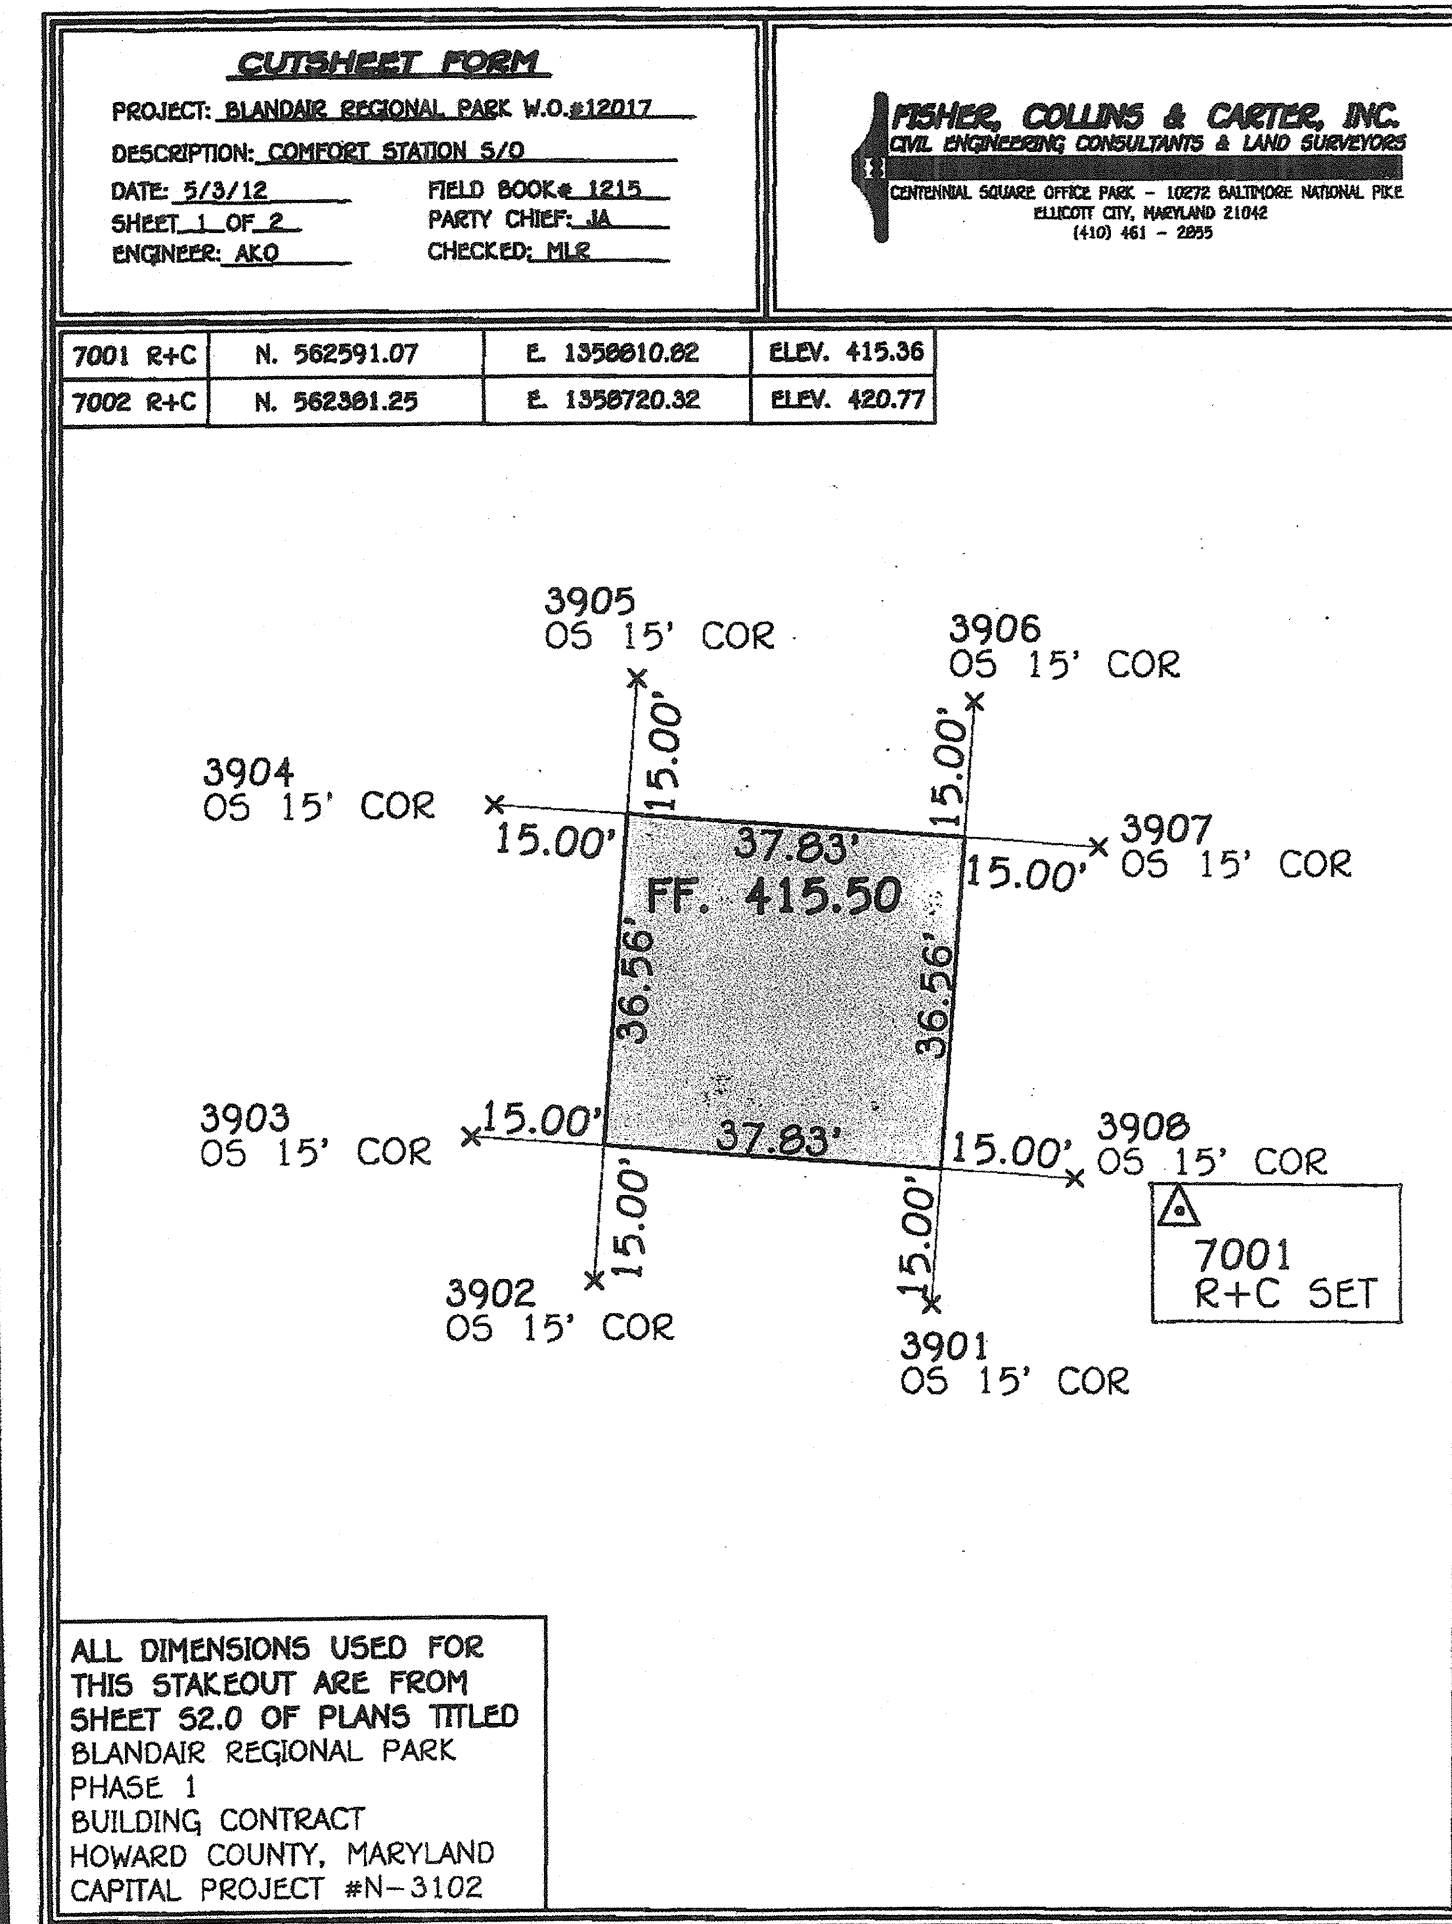 CUTSHEET FORM
PROJECT: BLANDAIR REGIONAL PARK W.O.#12017
DESCRIPTION: COMFORT STATION S/O
DATE: 5/3/12 FIELD BOOK# 1215
SHEET 1 OF 2 PARTY CHIEF: JA
ENGINEER: AKO CHECKED: MLR
FISHER, COLLINS & CARTER, INC.
CIVIL ENGINEERING CONSULTANTS & LAND SURVEYORS
CENTENNIAL SQUARE OFFICE PARK - 10272 BALTIMORE NATIONAL PIKE
ELLICOTT CITY, MARYLAND 21042
(410) 461 - 2855
7001 R+C N. 562591.07 E. 1358810.82 ELEV. 415.36
7002 R+C N. 562381.25 E. 1358720.32 ELEV. 420.77
3905
OS 15' COR
3906
OS 15' COR
15.00'
15.00'
3904
OS 15' COR
15.00'
37.83'
3907
OS 15' COR
15.00'
FF. 415.50
36.56'
36.56'
3903
OS 15' COR
15.00'
37.83'
15.00'
3908
OS 15' COR
15.00'
15.00'
7001
R+C SET
3902
OS 15' COR
3901
OS 15' COR
ALL DIMENSIONS USED FOR
THIS STAKEOUT ARE FROM
SHEET S2.0 OF PLANS TITLED
BLANDAIR REGIONAL PARK
PHASE 1
BUILDING CONTRACT
HOWARD COUNTY, MARYLAND
CAPITAL PROJECT #N-3102